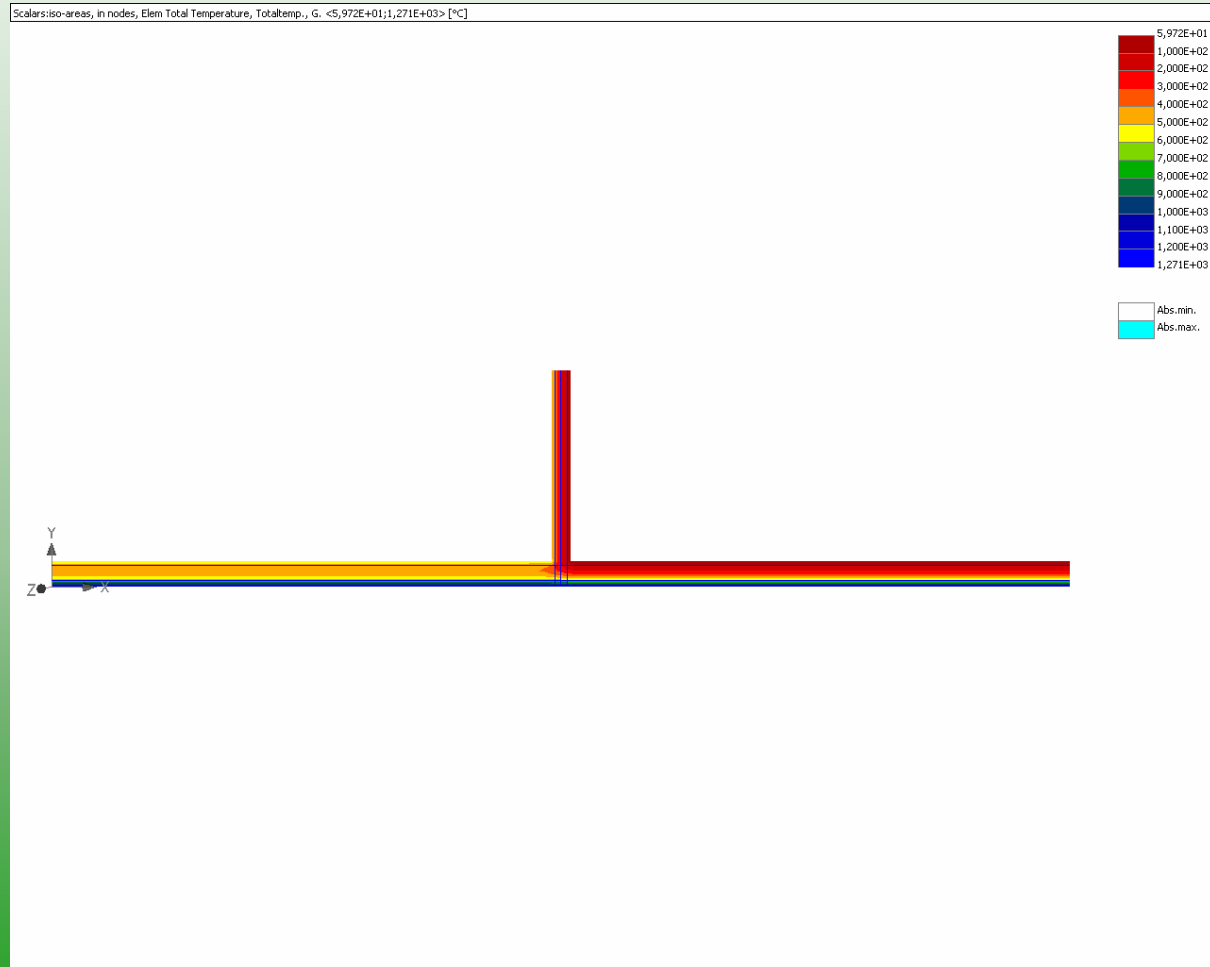 Scalars:iso-areas, in nodes, Elem Total Temperature, Totaltemp., G. <5,972E+01;1,271E+03> [°C]
5,972E+01
1,000E+02
2,000E+02
3,000E+02
4,000E+02
5,000E+02
6,000E+02
7,000E+02
8,000E+02
9,000E+02
1,000E+03
1,100E+03
1,200E+03
1,271E+03
Abs.min.
Abs.max.
Y
Z
X